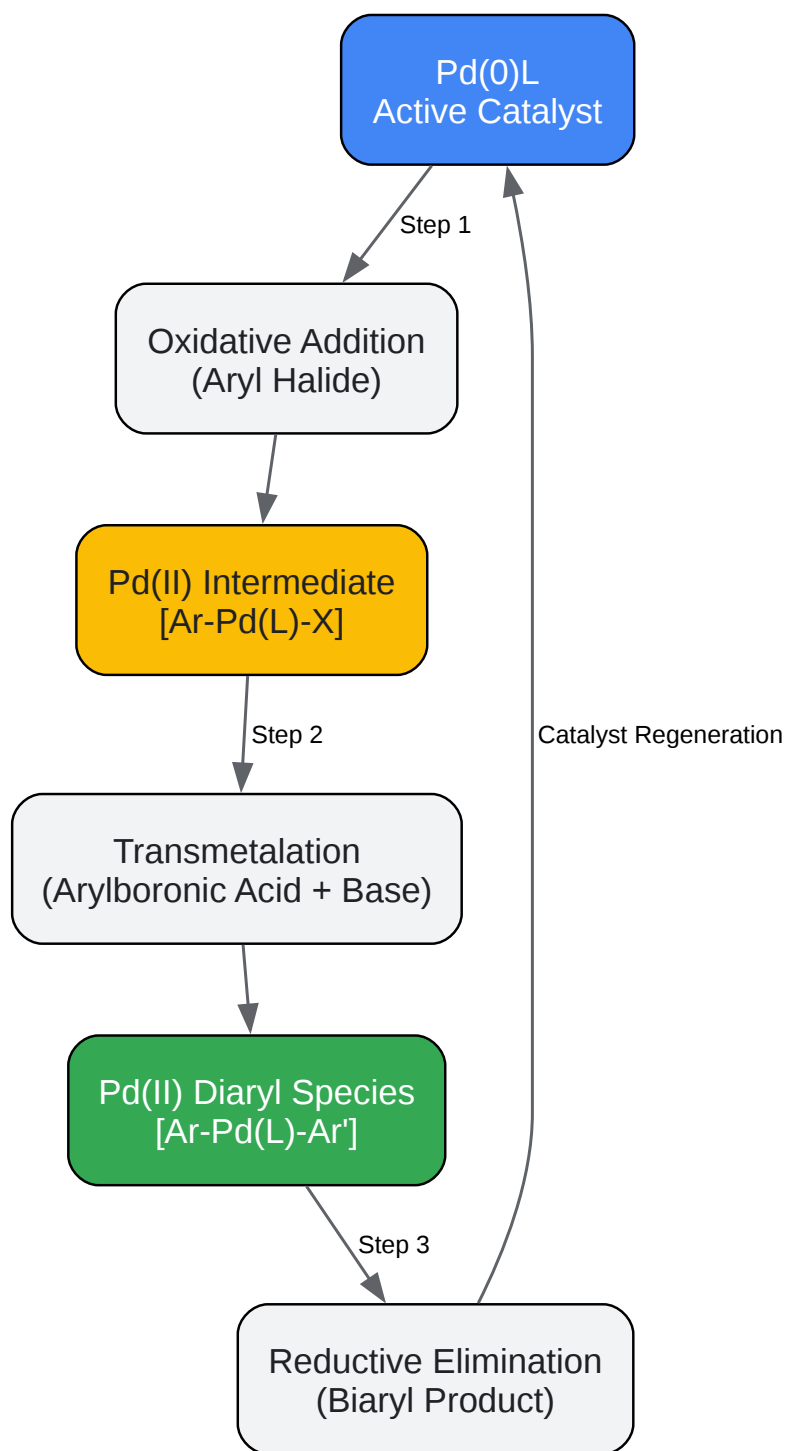 Pd(0)L
Active Catalyst
Step 1
Oxidative Addition
(Aryl Halide)
Pd(II) Intermediate
[Ar-Pd(L)-X]
Step 2
Catalyst Regeneration
Transmetalation
(Arylboronic Acid + Base)
Pd(II) Diaryl Species
[Ar-Pd(L)-Ar']
Step 3
Reductive Elimination
(Biaryl Product)